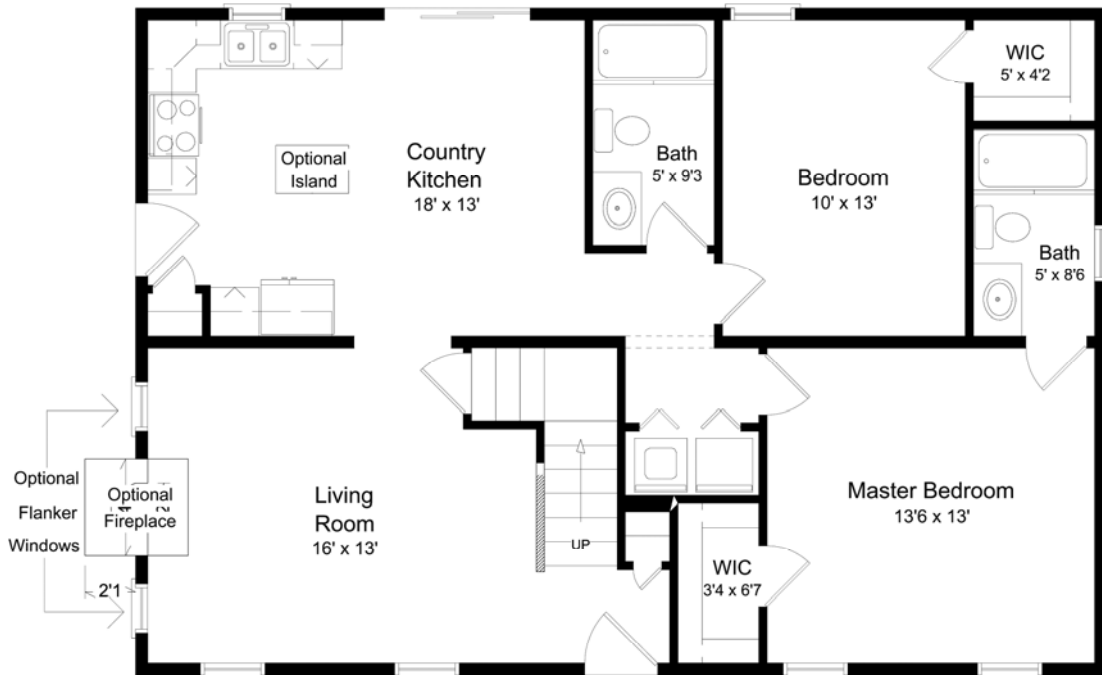 WIC
5' x 4'2
Country
Kitchen
18' x 13'
Optional
Island
Bath
5' x 9'3
Bedroom
10' x 13'
Bath
5' x 8'6
Optional
Flanker
Windows
Optional
Fireplace
2'1
Living
Room
16' x 13'
UP
Master Bedroom
13'6 x 13'
WIC
3'4 x 6'7